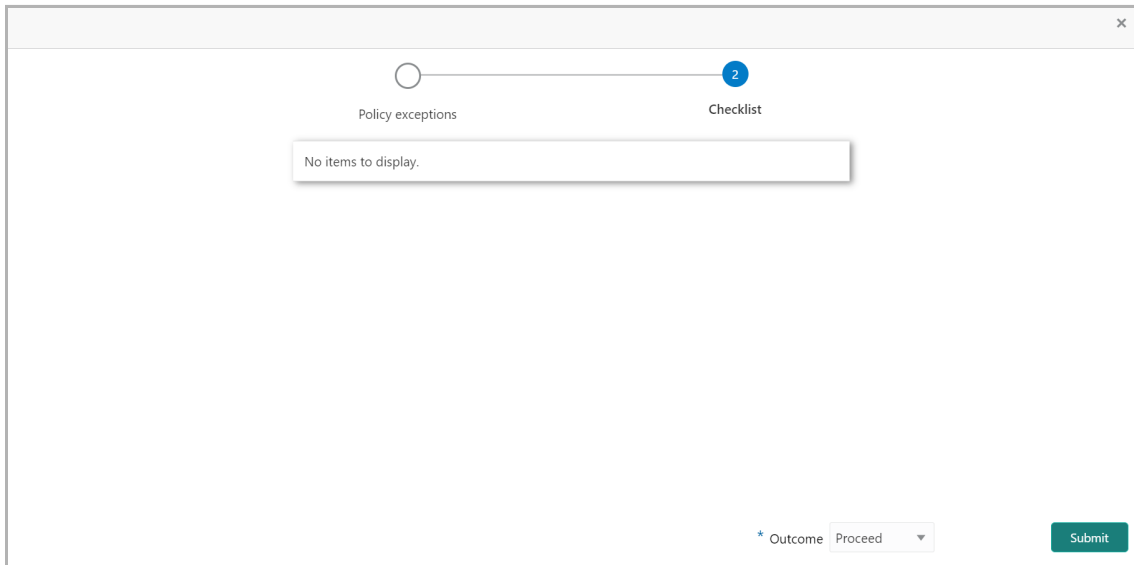 ×
2
Policy exceptions
Checklist
No items to display.
* Outcome Proceed
Submit